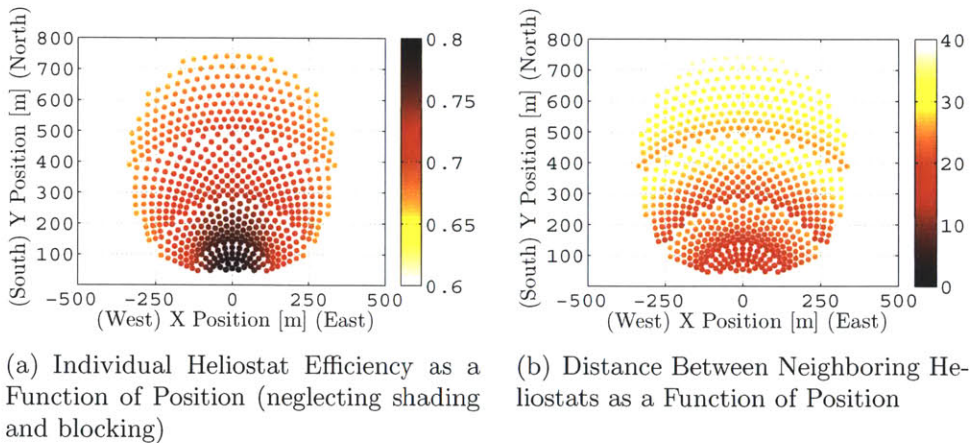 (South) Y Position [m] (North)
800
700
600
500
400
300
200
100
-500 -250 0 250 500
(West) X Position [m] (East)
0.8
0.75
0.7
0.65
0.6
(South) Y Position [m] (North)
800
700
600
500
400
300
200
100
-500 -250 0 250 500
(West) X Position [m] (East)
40
30
20
10
0
(a) Individual Heliostat Efficiency as a
Function of Position (neglecting shading
and blocking)
(b) Distance Between Neighboring He-
liostats as a Function of Position